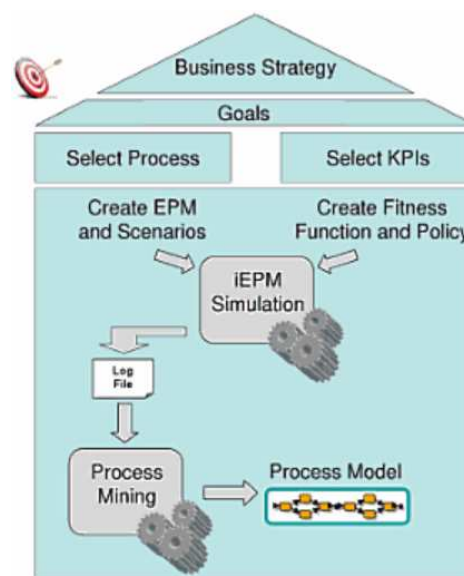 Business Strategy
Goals
Select Process
Select KPIs
Create EPM
and Scenarios
Create Fitness
Function and Policy
iEPM
Simulation
Log
File
Process
Mining
Process Model